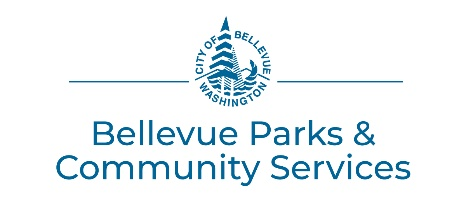 CITY OF BELLEVUE
WASHINGTON
Bellevue Parks &
Community Services